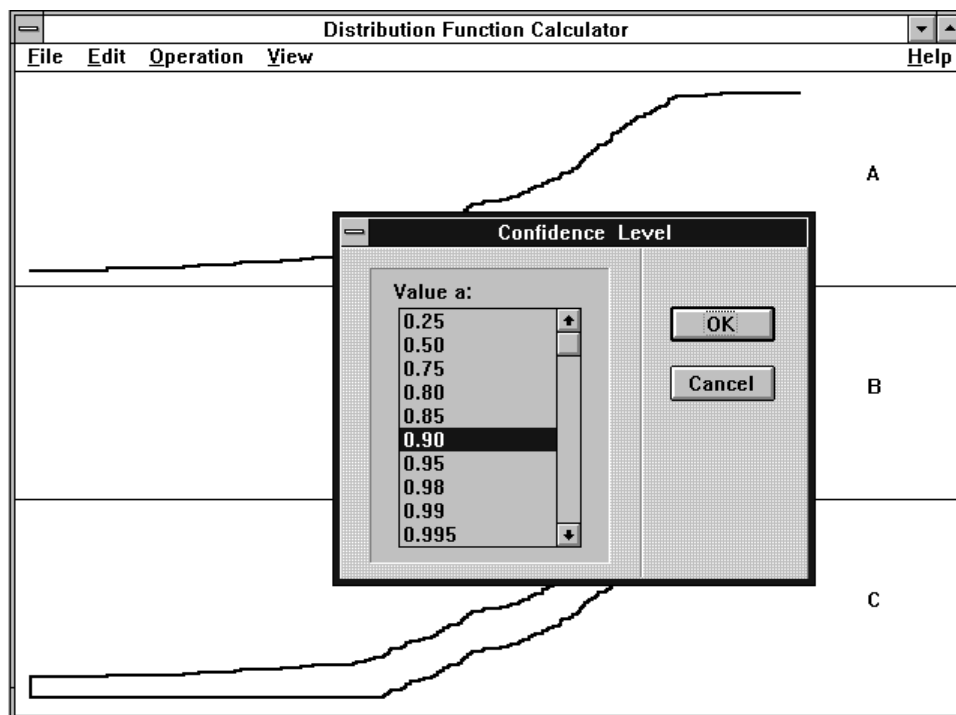 Distribution Function Calculator
File Edit Operation View Help
A
Confidence Level
Value a:
0.25
0.50
0.75
0.80
0.85
0.90
0.95
0.98
0.99
0.995
OK
Cancel
B
C